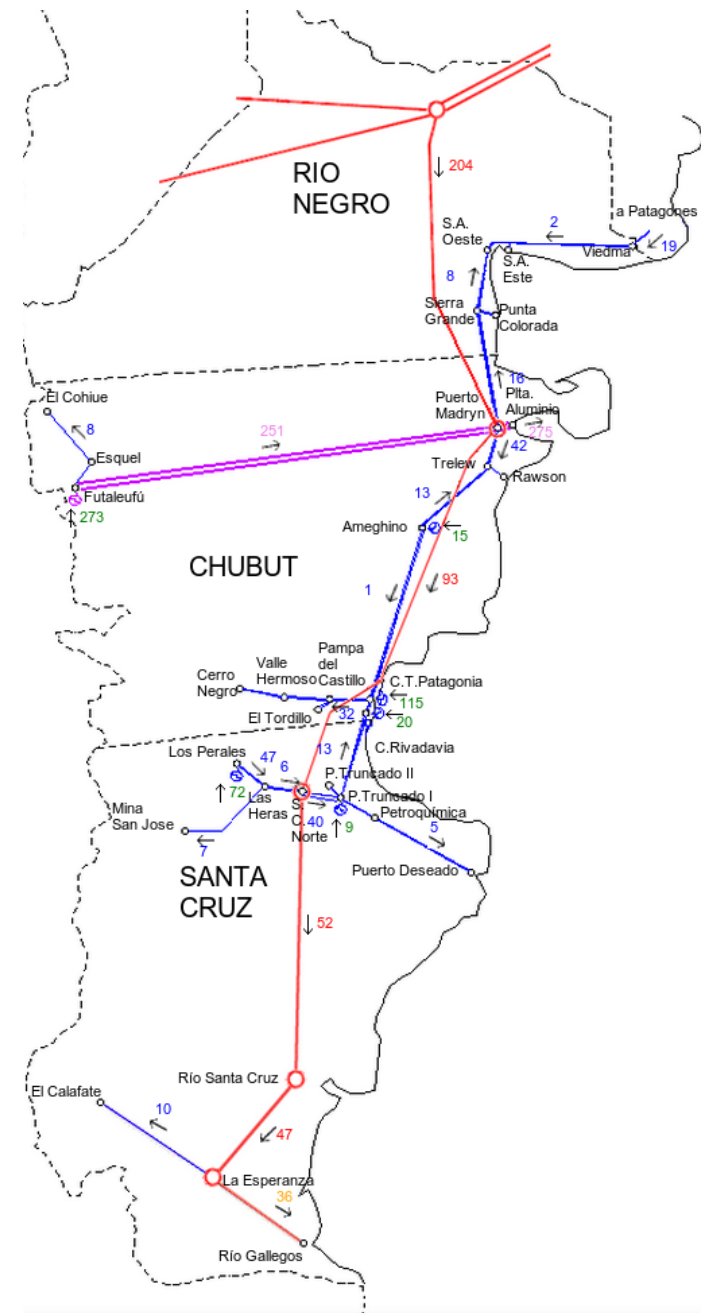 204
RIO
NEGRO
a Patagones
2
S.A.
Oeste
Viedma
19
S.A.
Este
8
Sierra
Grande
Punta
Colorada
16
El Cohiue
Plta.
Aluminio
Puerto
Madryn
8
251
275
42
Esquel
Trelew
Rawson
Futaleufú
13
273
Ameghino
15
CHUBUT
93
1
Pampa
del
Castillo
Valle
Hermoso
Cerro
Negro
C.T.Patagonia
115
El Tordillo
32
20
C.Rivadavia
Los Perales
47
13
6
P.Truncado II
72
Las
Heras
S.
C.
Norte
P.Truncado I
Mina
San Jose
40
9
Petroquímica
5
7
Puerto Deseado
SANTA
CRUZ
52
Río Santa Cruz
El Calafate
10
47
La Esperanza
36
Río Gallegos